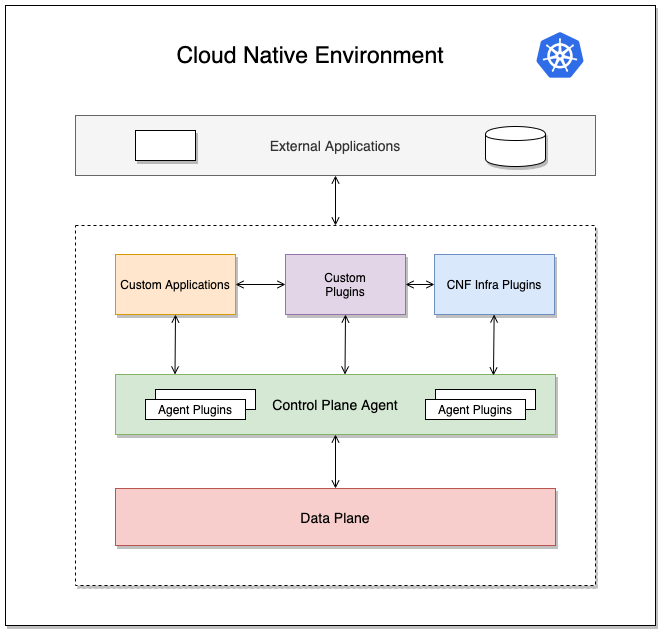 Cloud Native Environment
External Applications
Custom Applications
Custom
Plugins
CNF Infra Plugins
Agent Plugins
Control Plane Agent
Agent Plugins
Data Plane